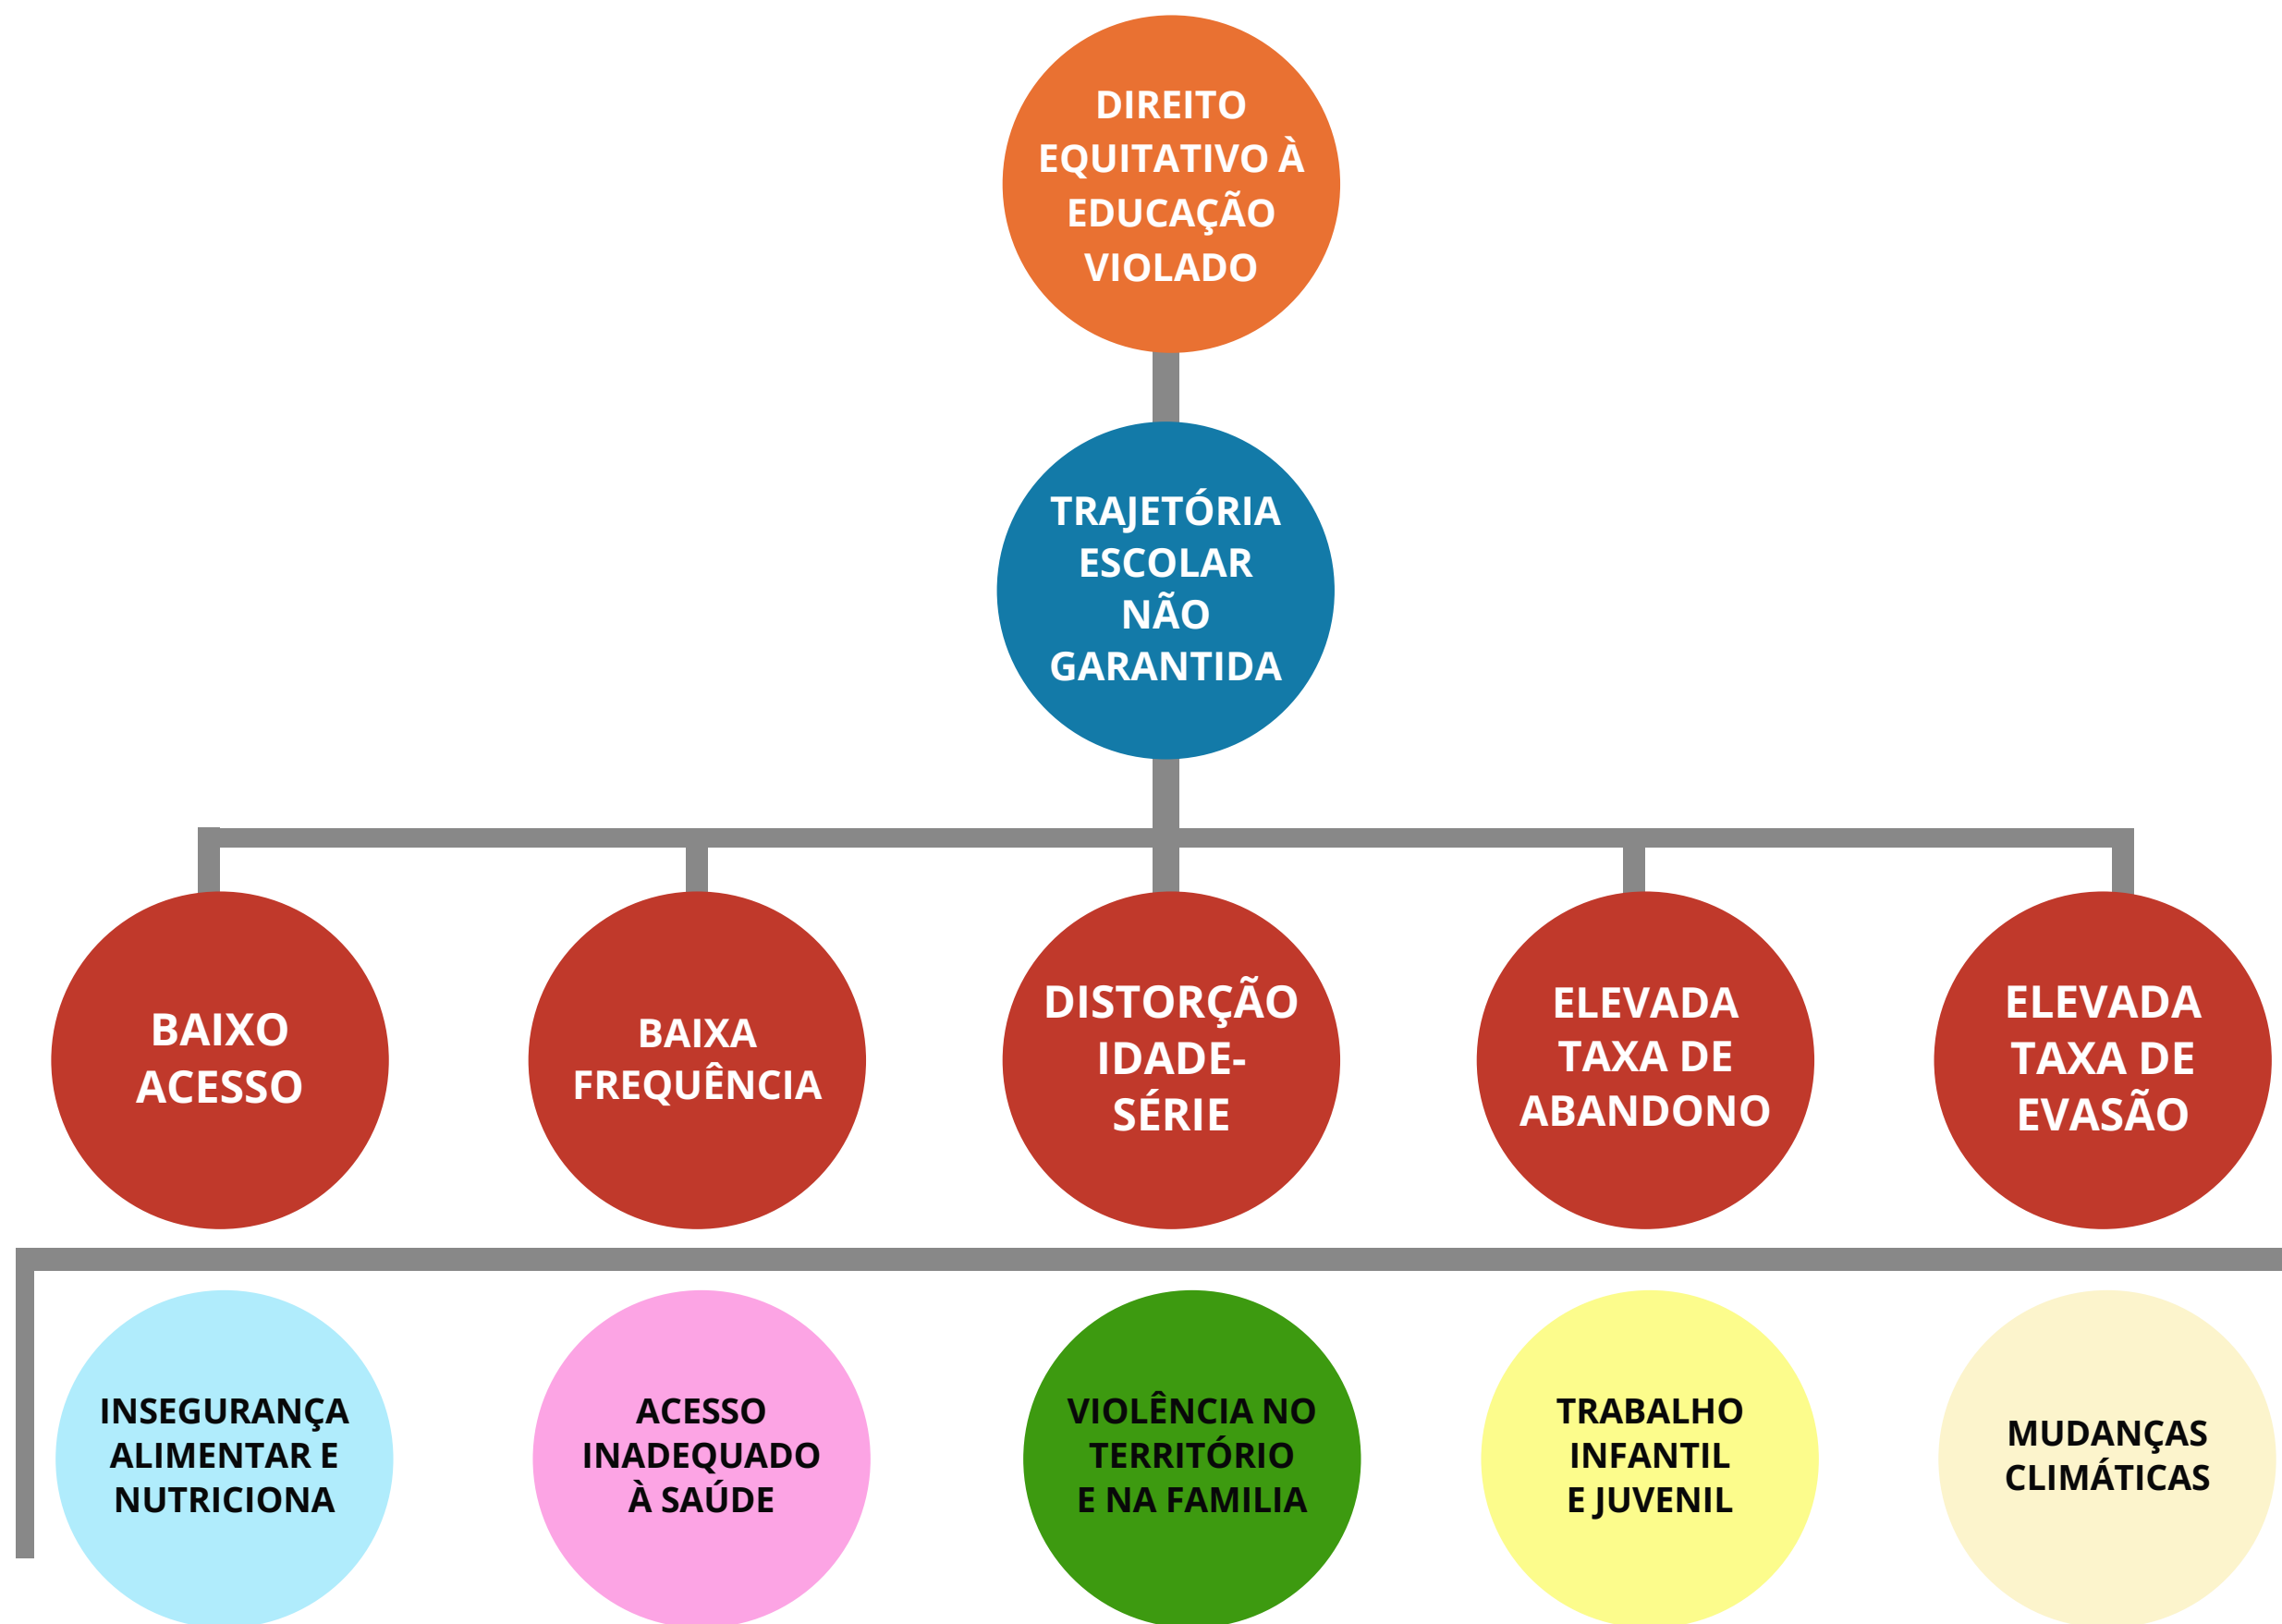 DIREITO
EQUITATIVO À
EDUCAÇÃO
VIOLADO
TRAJETÓRIA
ESCOLAR
NÃO
GARANTIDA
BAIXO
ACESSO
BAIXA
FREQUÊNCIA
DISTORÇÃO
IDADE-
SÉRIE
ELEVADA
TAXA DE
ABANDONO
ELEVADA
TAXA DE
EVASÃO
INSEGURANÇA
ALIMENTAR E
NUTRICIONA
ACESSO
INADEQUADO
À SAÚDE
VIOLÊNCIA NO
TERRITÓRIO
E NA FAMILIA
TRABALHO
INFANTIL
E JUVENIL
MUDANÇAS
CLIMÁTICAS